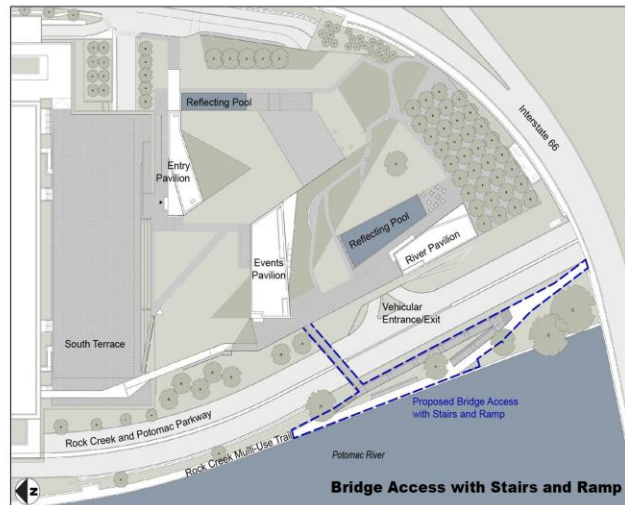 Reflecting Pool
Interstate 66
Entry
Pavilion
Reflecting Pool
Events
Pavilion
River Pavilion
Vehicular
Entrance/Exit
South Terrace
Proposed Bridge Access
with Stairs and Ramp
Rock Creek and Potomac Parkway
Rock Creek Multi-Use Trail
Potomac River
N
Bridge Access with Stairs and Ramp